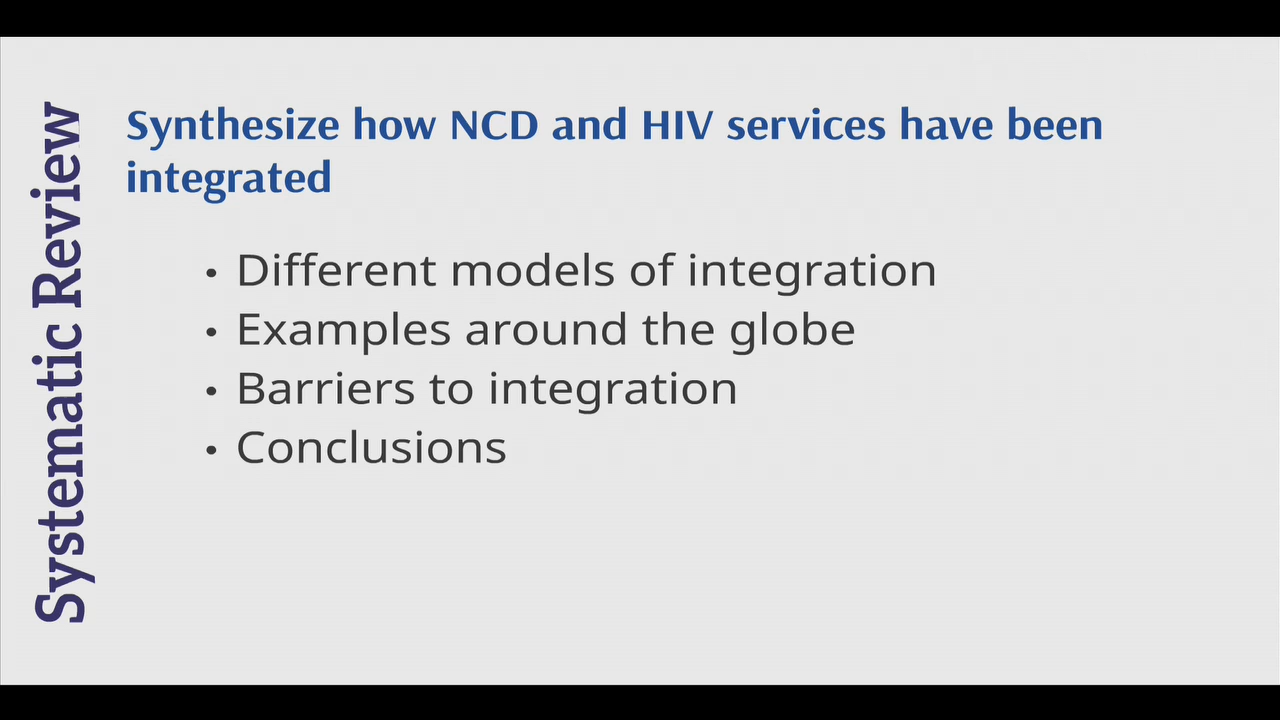 Systematic Review
Synthesize how NCD and HIV services have been
integrated
• Different models of integration
• Examples around the globe
• Barriers to integration
• Conclusions